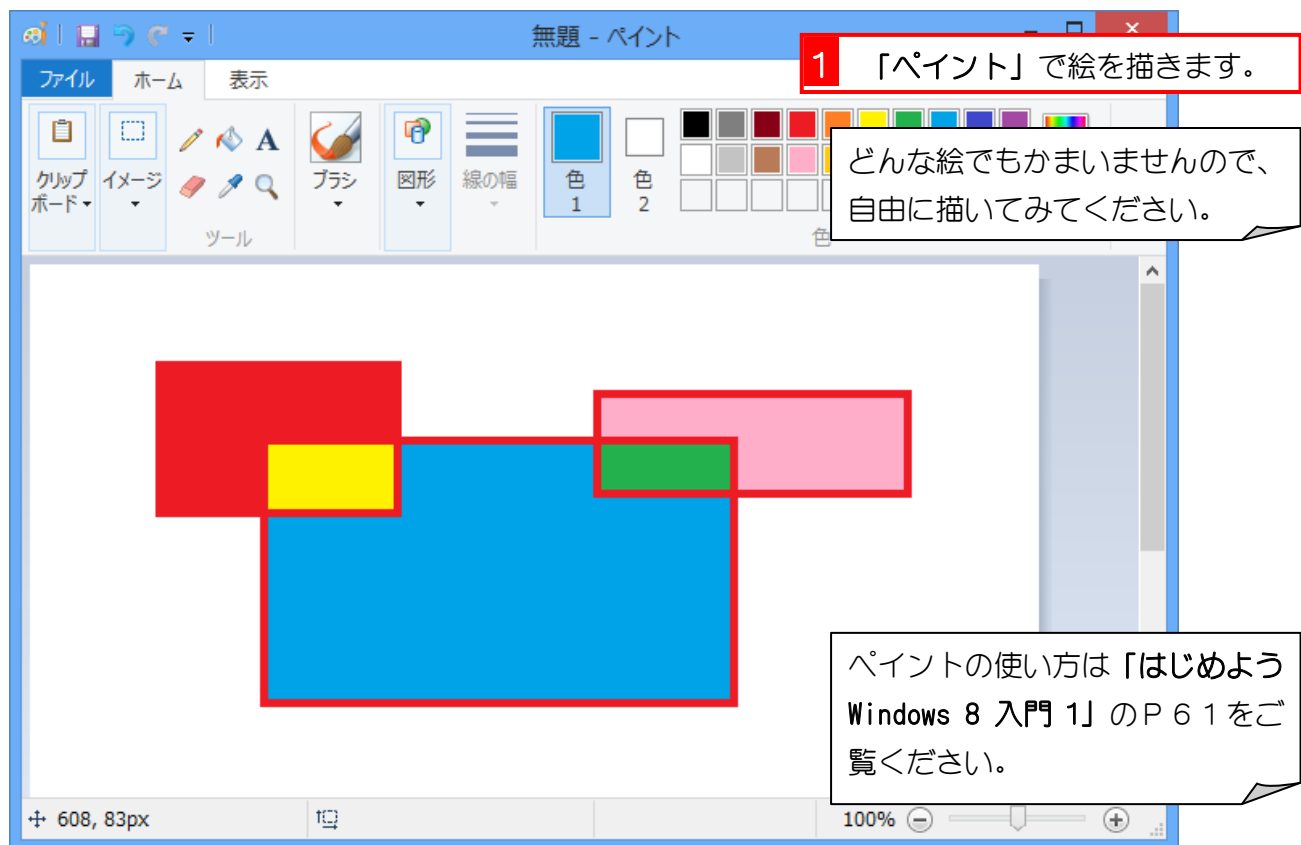 無題 - ペイント
1 「ペイント」で絵を描きます。
ファイル ホーム 表示
どんな絵でもかまいませんので、
自由に描いてみてください。
クリップ
ボード
イメージ
A
ツール
ブラシ
図形
線の幅
色
1
色
2
色
ペイントの使い方は「はじめよう
Windows 8 入門 1」のP61をご
覧ください。
608, 83px
100%